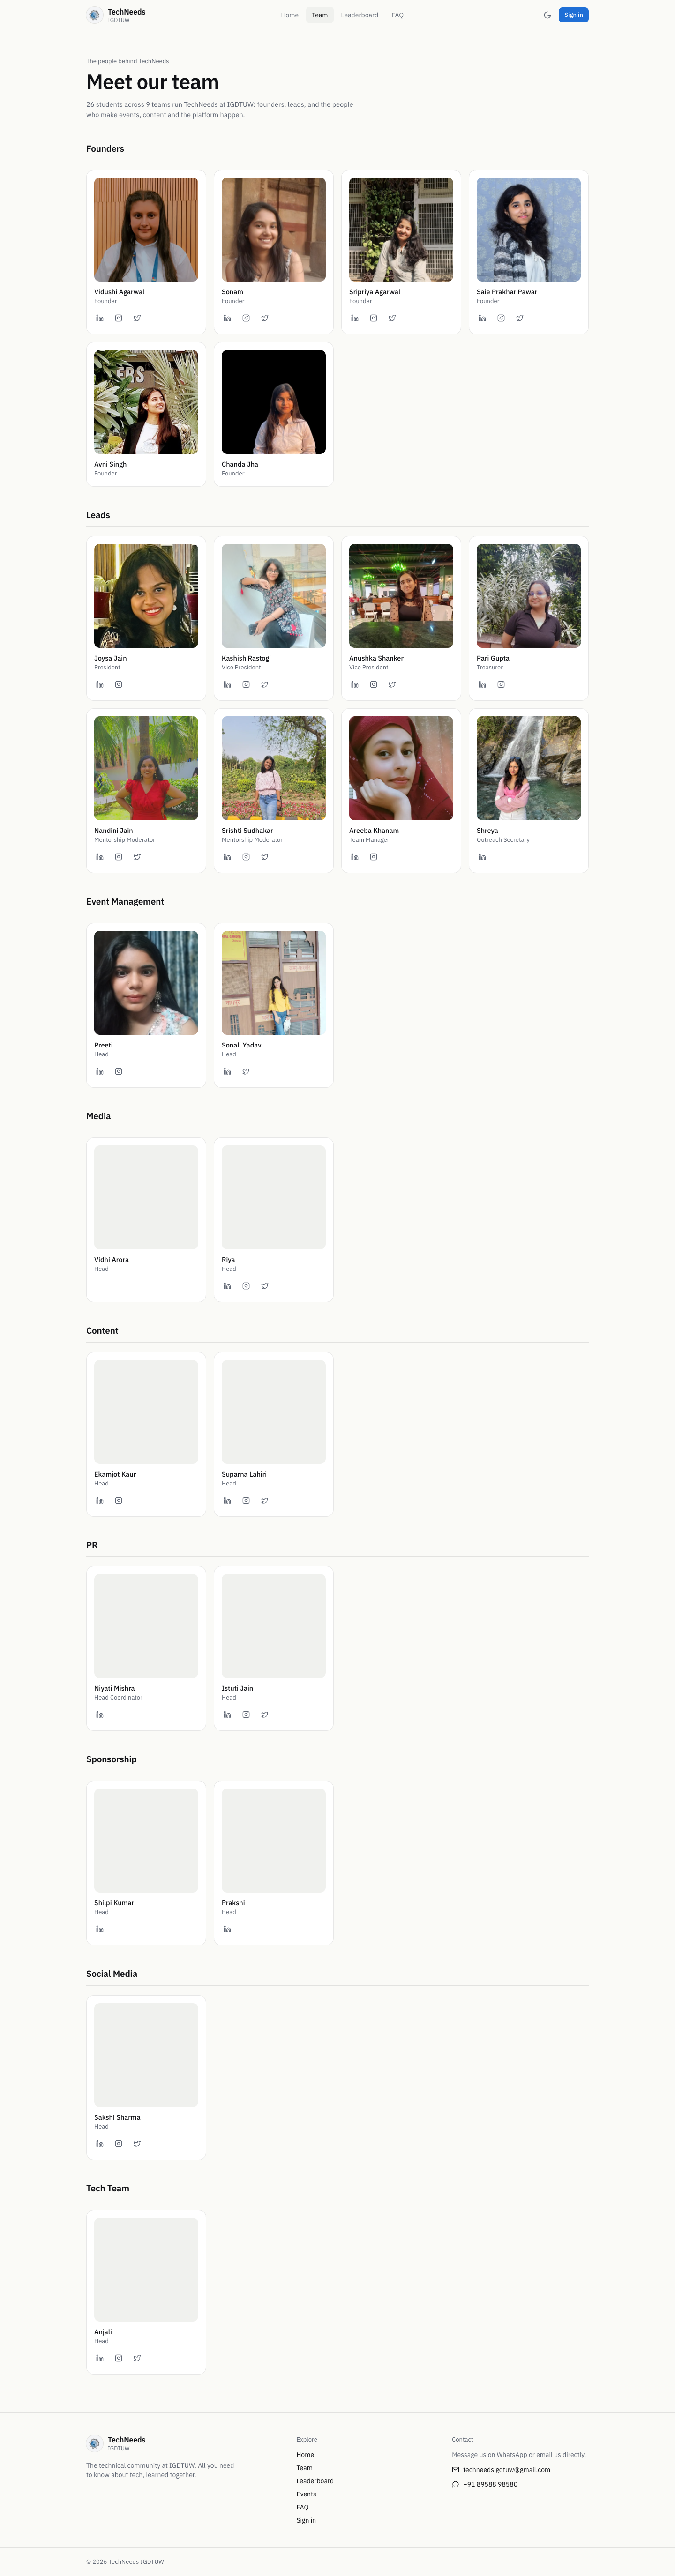 TechNeeds
IGDTUW
Home
Team
Leaderboard
FAQ
Sign in
The people behind TechNeeds
Meet our team
26 students across 9 teams run TechNeeds at IGDTUW: founders, leads, and the people
who make events, content and the platform happen.
Founders
Vidushi Agarwal
Founder
Sonam
Founder
Sripriya Agarwal
Founder
Saie Prakhar Pawar
Founder
Avni Singh
Founder
Chanda Jha
Founder
Leads
Joysa Jain
President
Kashish Rastogi
Vice President
Anushka Shanker
Vice President
Pari Gupta
Treasurer
Nandini Jain
Mentorship Moderator
Srishti Sudhakar
Mentorship Moderator
Areeba Khanam
Team Manager
Shreya
Outreach Secretary
Event Management
Preeti
Head
Sonali Yadav
Head
Media
Vidhi Arora
Head
Riya
Head
Content
Ekamjot Kaur
Head
Suparna Lahiri
Head
PR
Niyati Mishra
Head Coordinator
Istuti Jain
Head
Sponsorship
Shilpi Kumari
Head
Prakshi
Head
Social Media
Sakshi Sharma
Head
Tech Team
Anjali
Head
TechNeeds
IGDTUW
The technical community at IGDTUW. All you need
to know about tech, learned together.
Explore
Home
Team
Leaderboard
Events
FAQ
Sign in
Contact
Message us on WhatsApp or email us directly.
techneedsigdtuw@gmail.com
+91 89588 98580
© 2026 TechNeeds IGDTUW